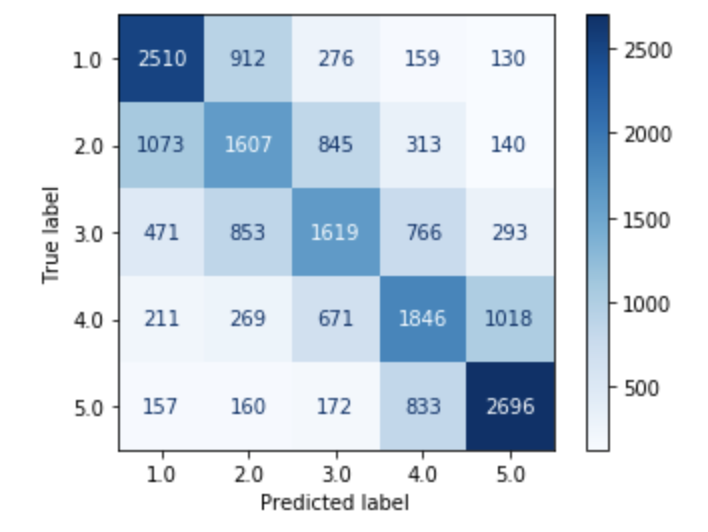 1.0 2510 912 276 159 130
2.0 1073 1607 845 313 140
3.0 471 853 1619 766 293
4.0 211 269 671 1846 1018
5.0 157 160 172 833 2696
1.0 2.0 3.0 4.0 5.0
Predicted label
True label
2500
2000
1500
1000
500